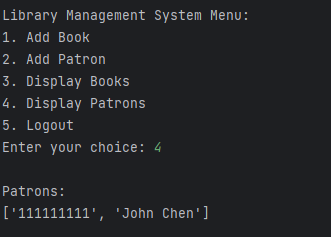 Library Management System Menu:
1. Add Book
2. Add Patron
3. Display Books
4. Display Patrons
5. Logout
Enter your choice: 4
Patrons:
['111111111', 'John Chen']